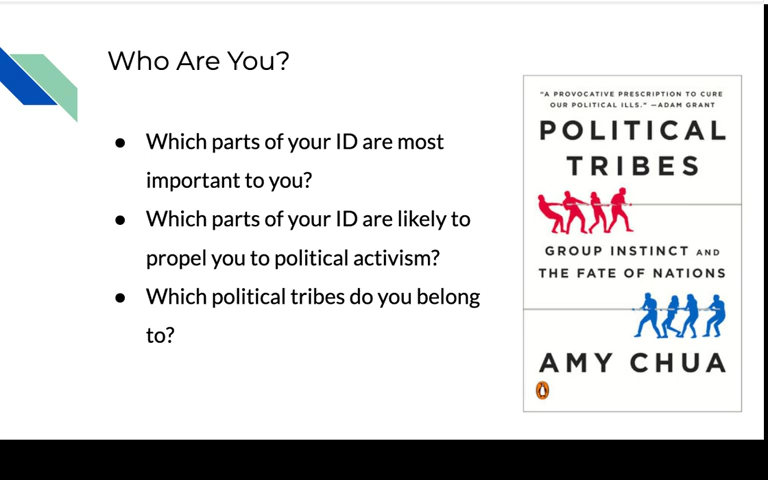 Who Are You?
● Which parts of your ID are most
important to you?
● Which parts of your ID are likely to
propel you to political activism?
● Which political tribes do you belong
to?
"A PROVOCATIVE PRESCRIPTION TO CURE
OUR POLITICAL ILLS." —ADAM GRANT
POLITICAL
TRIBES
GROUP INSTINCT AND
THE FATE OF NATIONS
AMY CHUA